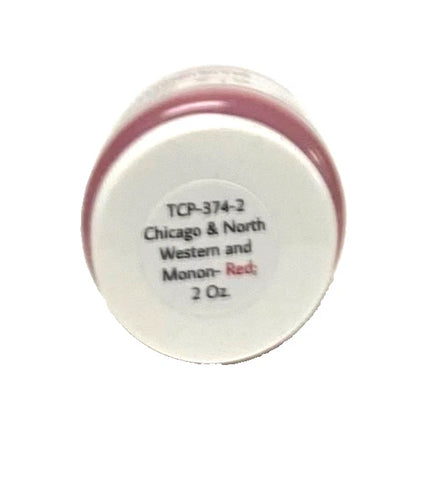 TCP-374-2
Chicago & North
Western and
Monon- Red;
2 Oz.